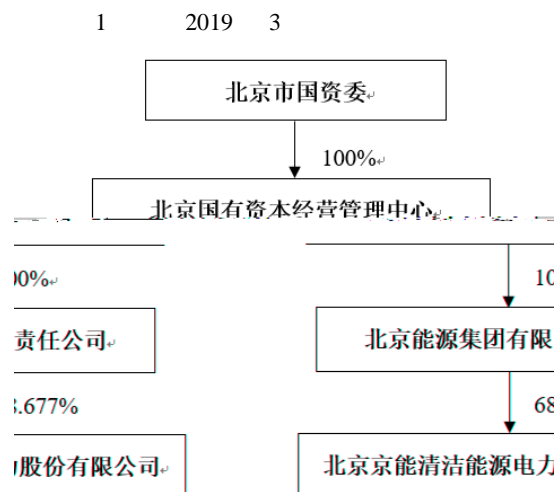 1 2019 3
北京市国资委
100%
北京国有资本经营管理中心
00% 10
责任公司 北京能源集团有限
.677% 68
股份有限公司 北京京能清洁能源电力